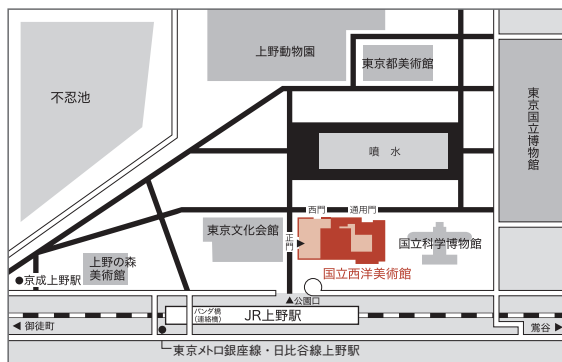 上野動物園
東京都美術館
不忍池
東京国立博物館
噴 水
西門
通用門
東京文化会館
正門
国立科学博物館
上野の森
美術館
国立西洋美術館
京成上野駅
公園口
パンダ橋
(連絡橋)
JR上野駅
御徒町
鶯谷
東京メトロ銀座線・日比谷線上野駅